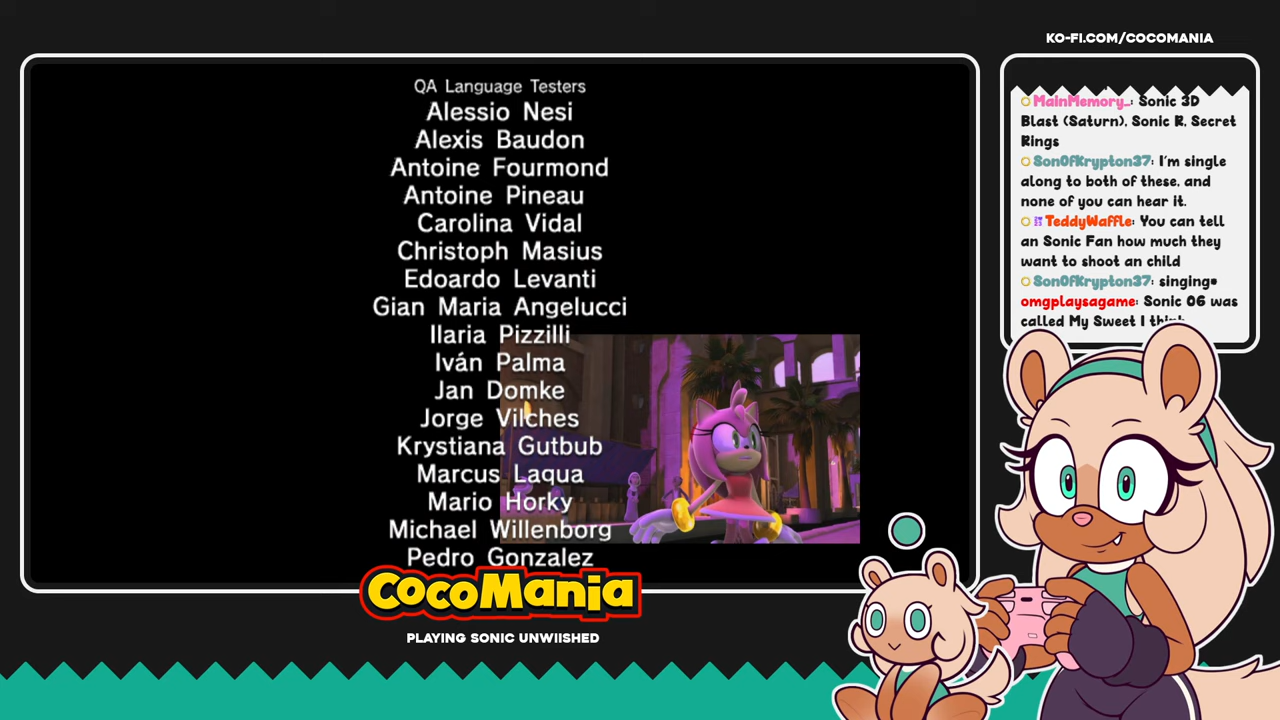 KO-FI.COM/COCOMANIA
QA Language Testers
Alessio Nesi
Alexis Baudon
Antoine Fourmond
Antoine Pineau
Carolina Vidal
Christoph Masius
Edoardo Levanti
Gian Maria Angelucci
Ilaria Pizzilli
Iván Palma
Jan Domke
Jorge Vilches
Krystiana Gutbub
Marcus Laqua
Mario Horky
Michael Willenborg
Pedro Gonzalez
MainMemory_: Sonic 3D
Blast (Saturn), Sonic R, Secret
Rings
SonOfKrypton37: I'm single
along to both of these, and
none of you can hear it.
TeddyWaffle: You can tell
an Sonic Fan how much they
want to shoot an child
SonOfKrypton37: singing*
omgplaysagame: Sonic 06 was
called My Sweet I think
CocoMania
PLAYING SONIC UNWIISHED